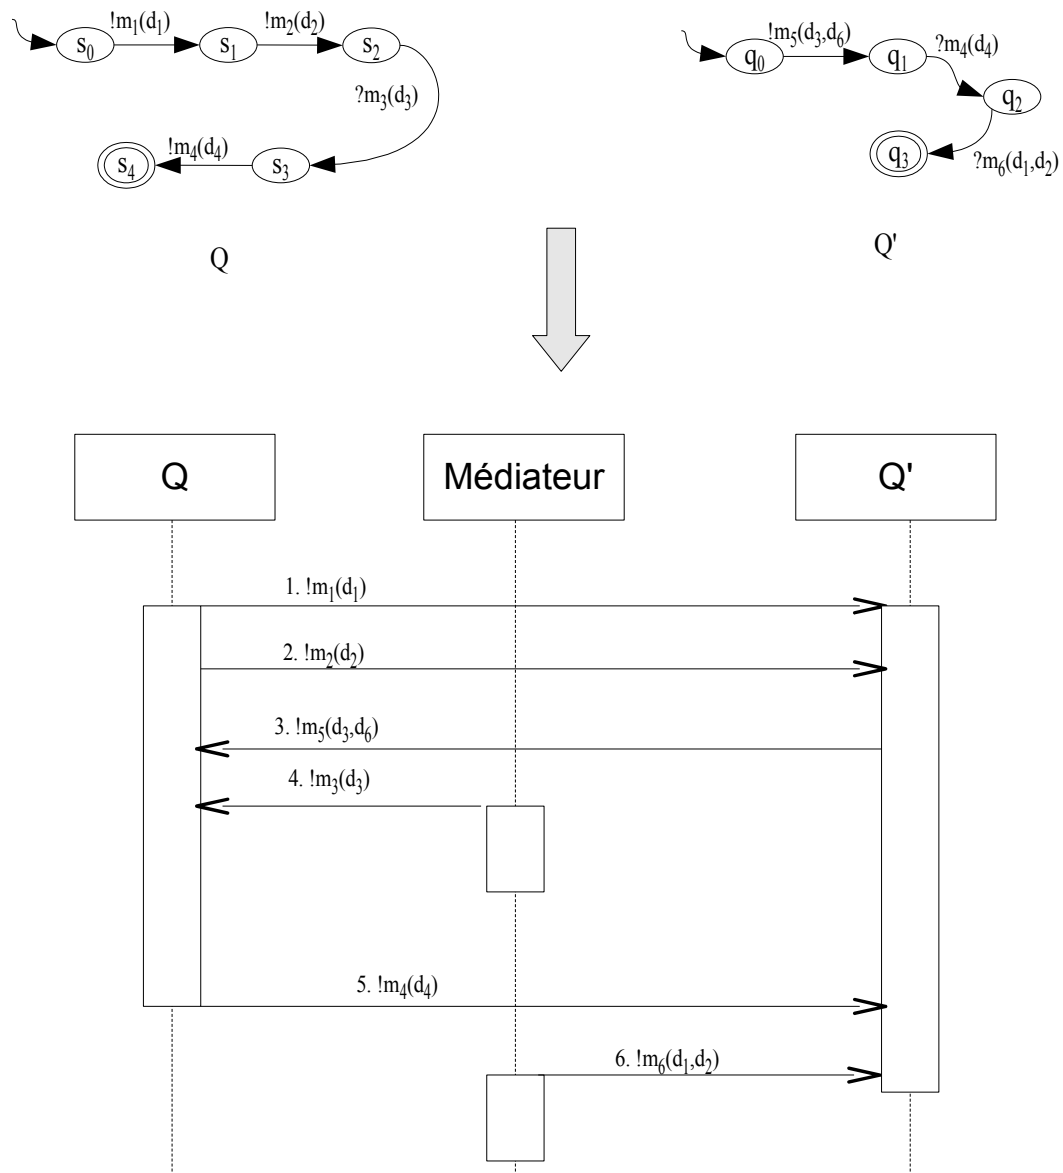 !m₁(d₁) !m₂(d₂) !m₅(d₃,d₆)
s₀ s₁ s₂ q₀ q₁ ?m₄(d₄)
?m₃(d₃) q₂
!m₄(d₄)
s₄ s₃ q₃ ?m₆(d₁,d₂)
Q Q'
Q Médiateur Q'
1. !m₁(d₁)
2. !m₂(d₂)
3. !m₅(d₃,d₆)
4. !m₃(d₃)
5. !m₄(d₄)
6. !m₆(d₁,d₂)